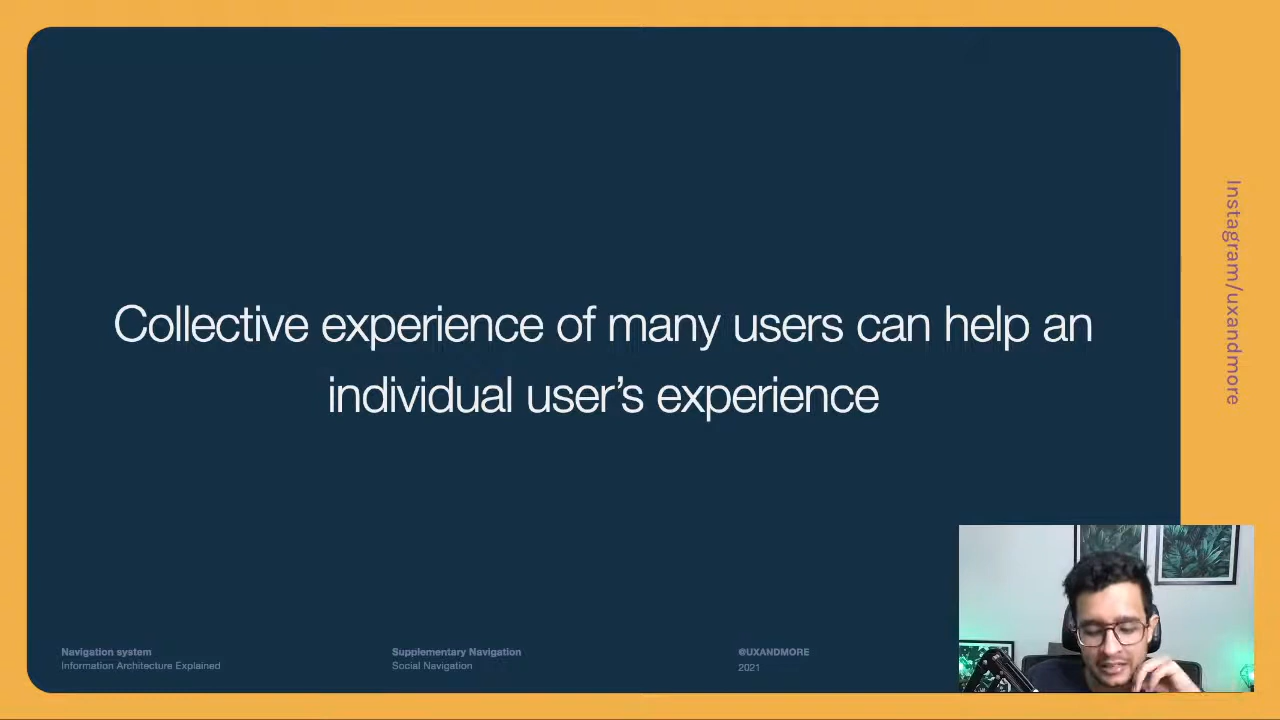 Collective experience of many users can help an
individual user’s experience
Instagram/uxandmore
Navigation system
Information Architecture Explained
Supplementary Navigation
Social Navigation
@UXANDMORE
2021